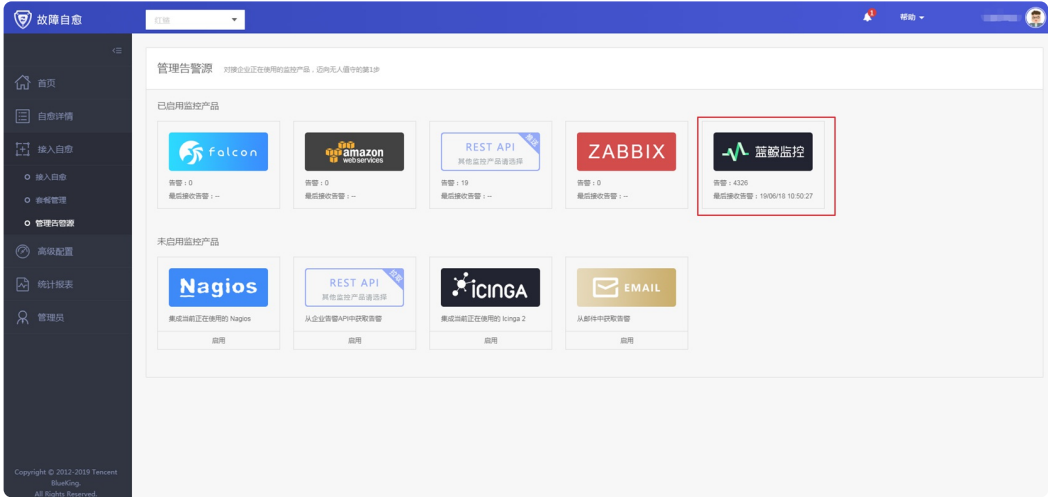 故障自愈
红猫
1
帮助
首页
自愈详情
接入自愈
接入自愈
套餐管理
管理告警源
高级配置
统计报表
管理员
Copyright © 2012-2019 Tencent
BlueKing.
All Rights Reserved.
管理告警源 对接企业正在使用的监控产品，迈向无人值守的第1步
已启用监控产品
falcon
告警：0
最后接收告警：--
amazon
webservices
告警：0
最后接收告警：--
REST API
推送
其他监控产品请选择
告警：19
最后接收告警：--
ZABBIX
告警：0
最后接收告警：--
蓝鲸监控
告警：4326
最后接收告警：19/06/18 10:50:27
未启用监控产品
Nagios
集成当前正在使用的 Nagios
启用
REST API
拉取
其他监控产品请选择
从企业告警API中获取告警
启用
ICINGA
集成当前正在使用的 Icinga 2
启用
EMAIL
从邮件中获取告警
启用